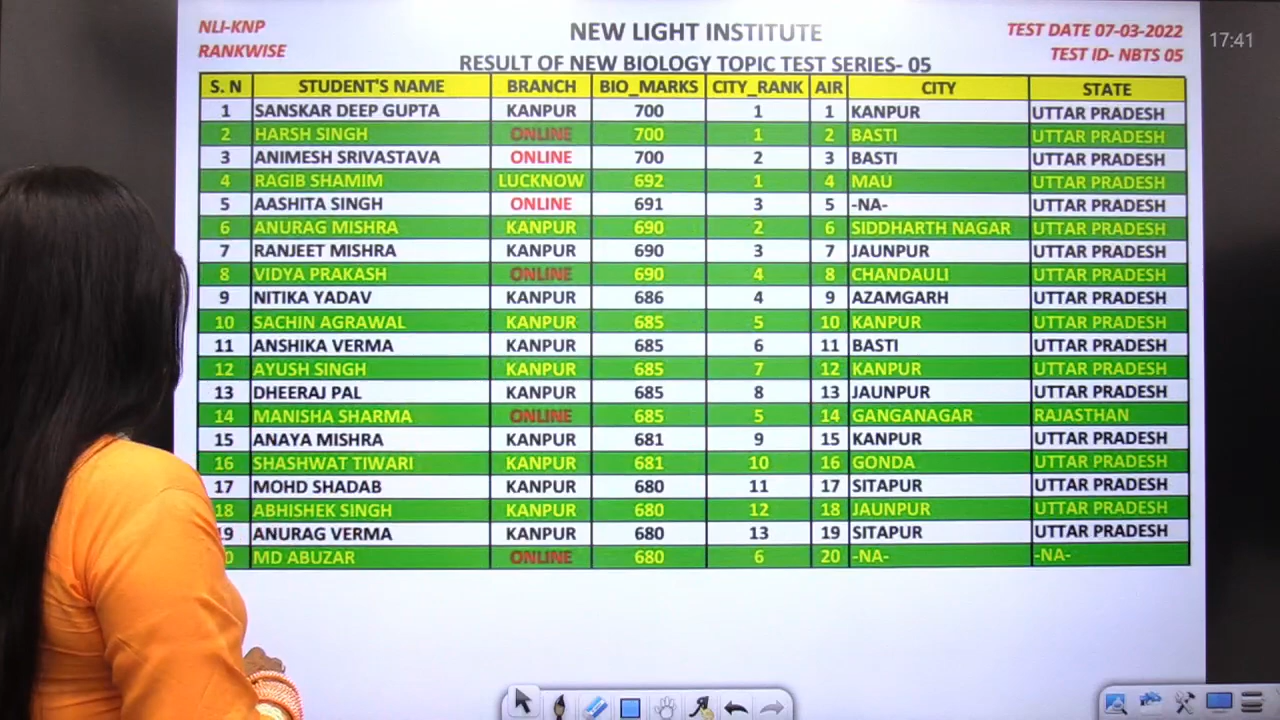 NLI-KNP
RANKWISE
NEW LIGHT INSTITUTE
RESULT OF NEW BIOLOGY TOPIC TEST SERIES- 05
TEST DATE 07-03-2022
TEST ID- NBTS 05
17:41
S. N STUDENT'S NAME BRANCH BIO_MARKS CITY_RANK AIR CITY STATE
1 SANSKAR DEEP GUPTA KANPUR 700 1 1 KANPUR UTTAR PRADESH
2 HARSH SINGH ONLINE 700 1 2 BASTI UTTAR PRADESH
3 ANIMESH SRIVASTAVA ONLINE 700 2 3 BASTI UTTAR PRADESH
4 RAGIB SHAMIM LUCKNOW 692 1 4 MAU UTTAR PRADESH
5 AASHITA SINGH ONLINE 691 3 5 -NA- UTTAR PRADESH
6 ANURAG MISHRA KANPUR 690 2 6 SIDDHARTH NAGAR UTTAR PRADESH
7 RANJEET MISHRA KANPUR 690 3 7 JAUNPUR UTTAR PRADESH
8 VIDYA PRAKASH ONLINE 690 4 8 CHANDAULI UTTAR PRADESH
9 NITIKA YADAV KANPUR 686 4 9 AZAMGARH UTTAR PRADESH
10 SACHIN AGRAWAL KANPUR 685 5 10 KANPUR UTTAR PRADESH
11 ANSHIKA VERMA KANPUR 685 6 11 BASTI UTTAR PRADESH
12 AYUSH SINGH KANPUR 685 7 12 KANPUR UTTAR PRADESH
13 DHEERAJ PAL KANPUR 685 8 13 JAUNPUR UTTAR PRADESH
14 MANISHA SHARMA ONLINE 685 5 14 GANGANAGAR RAJASTHAN
15 ANAYA MISHRA KANPUR 681 9 15 KANPUR UTTAR PRADESH
16 SHASHWAT TIWARI KANPUR 681 10 16 GONDA UTTAR PRADESH
17 MOHD SHADAB KANPUR 680 11 17 SITAPUR UTTAR PRADESH
18 ABHISHEK SINGH KANPUR 680 12 18 JAUNPUR UTTAR PRADESH
19 ANURAG VERMA KANPUR 680 13 19 SITAPUR UTTAR PRADESH
0 MD ABUZAR ONLINE 680 6 20 -NA- -NA-